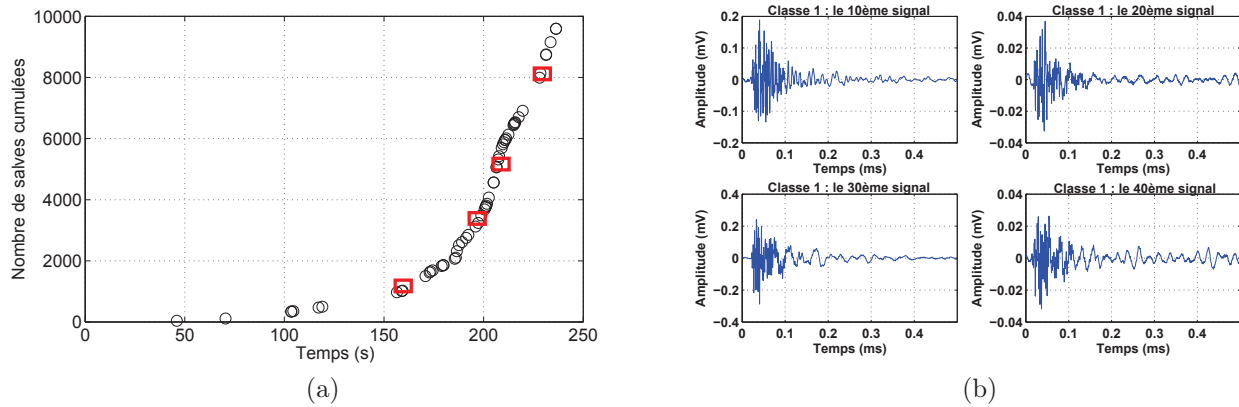 10000
8000
6000
4000
2000
0
0 50 100 150 200 250
Nombre de salves cumulées
Temps (s)
(a)
Classe 1 : le 10ème signal
0.2
0.1
0
−0.1
−0.2
0 0.1 0.2 0.3 0.4
Amplitude (mV)
Temps (ms)
Classe 1 : le 20ème signal
0.04
0.02
0
−0.02
−0.04
0 0.1 0.2 0.3 0.4
Amplitude (mV)
Temps (ms)
Classe 1 : le 30ème signal
0.4
0.2
0
−0.2
−0.4
0 0.1 0.2 0.3 0.4
Amplitude (mV)
Temps (ms)
Classe 1 : le 40ème signal
0.04
0.02
0
−0.02
−0.04
0 0.1 0.2 0.3 0.4
Amplitude (mV)
Temps (ms)
(b)